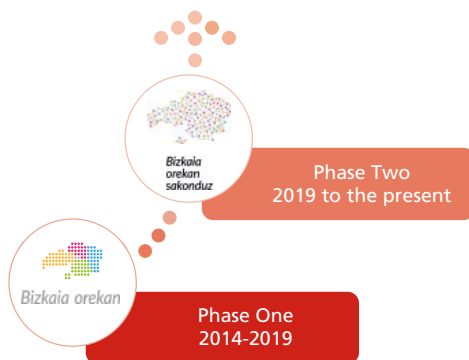 Bizkaia
orekan
sakonduz
Phase Two
2019 to the present
Bizkaia orekan
Phase One
2014-2019